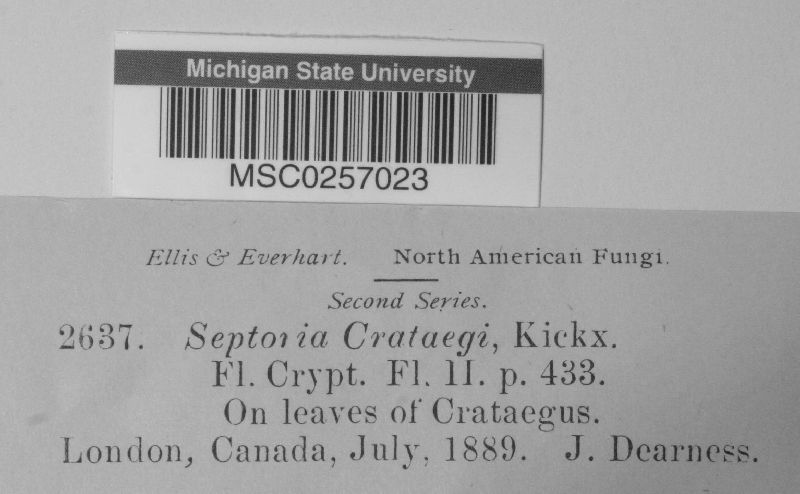 Michigan State University
MSC0257023
Ellis & Everhart. North American Fungi.
Second Series.
2637. Septoria Crataegi, Kickx.
Fl. Crypt. Fl. II. p. 433.
On leaves of Crataegus.
London, Canada, July, 1889. J. Dearness.